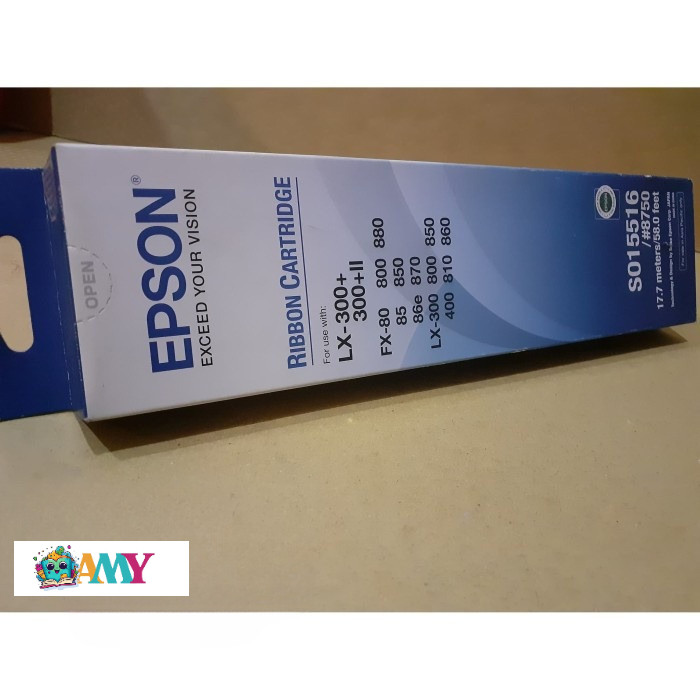 OPEN
EPSON®
EXCEED YOUR VISION
RIBBON CARTRIDGE
For use with:
LX-300+
300+II
FX-80 800 880
85 850
86e 870
LX-300 800 850
400 810 860
S015516
/#8750
17.7 meters/58.0 feet
AMY